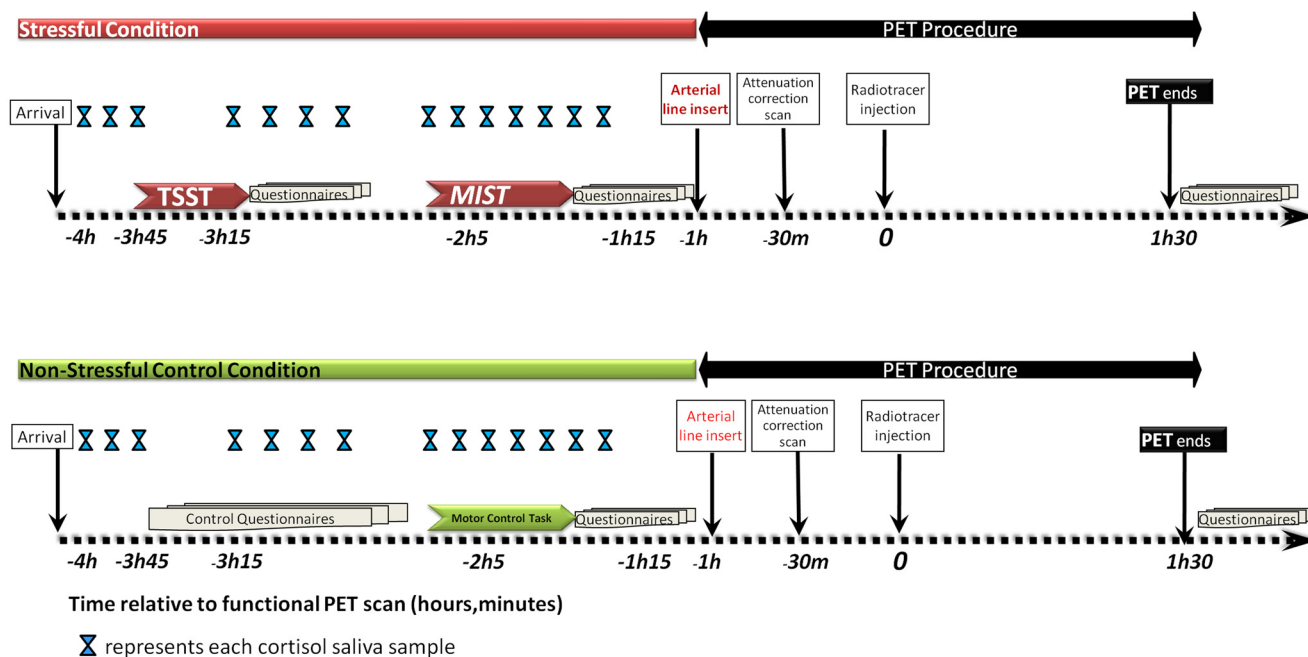 Stressful Condition
PET Procedure
Arrival
Arterial
line insert
Attenuation
correction
scan
Radiotracer
injection
PET ends
TSST
Questionnaires
MIST
Questionnaires
Questionnaires
-4h -3h45 -3h15 -2h5 -1h15 -1h -30m 0 1h30
Non-Stressful Control Condition
PET Procedure
Arrival
Arterial
line insert
Attenuation
correction
scan
Radiotracer
injection
PET ends
Control Questionnaires
Motor Control Task
Questionnaires
Questionnaires
-4h -3h45 -3h15 -2h5 -1h15 -1h -30m 0 1h30
Time relative to functional PET scan (hours,minutes)
represents each cortisol saliva sample